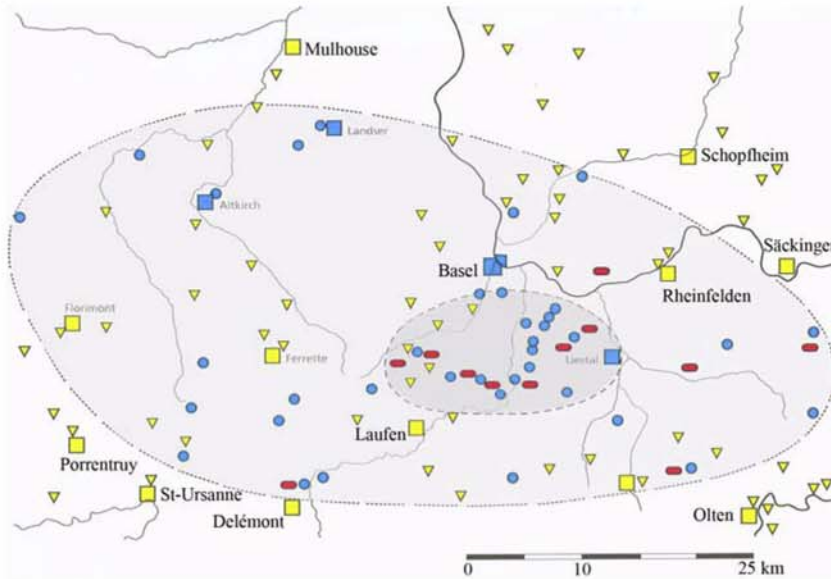 Mulhouse
Landser
Schopfheim
Altkirch
Basel
Säckingen
Rheinfelden
Florimont
Ferrette
Liestal
Laufen
Porrentruy
St-Ursanne
Delémont
Olten
0 10 25 km